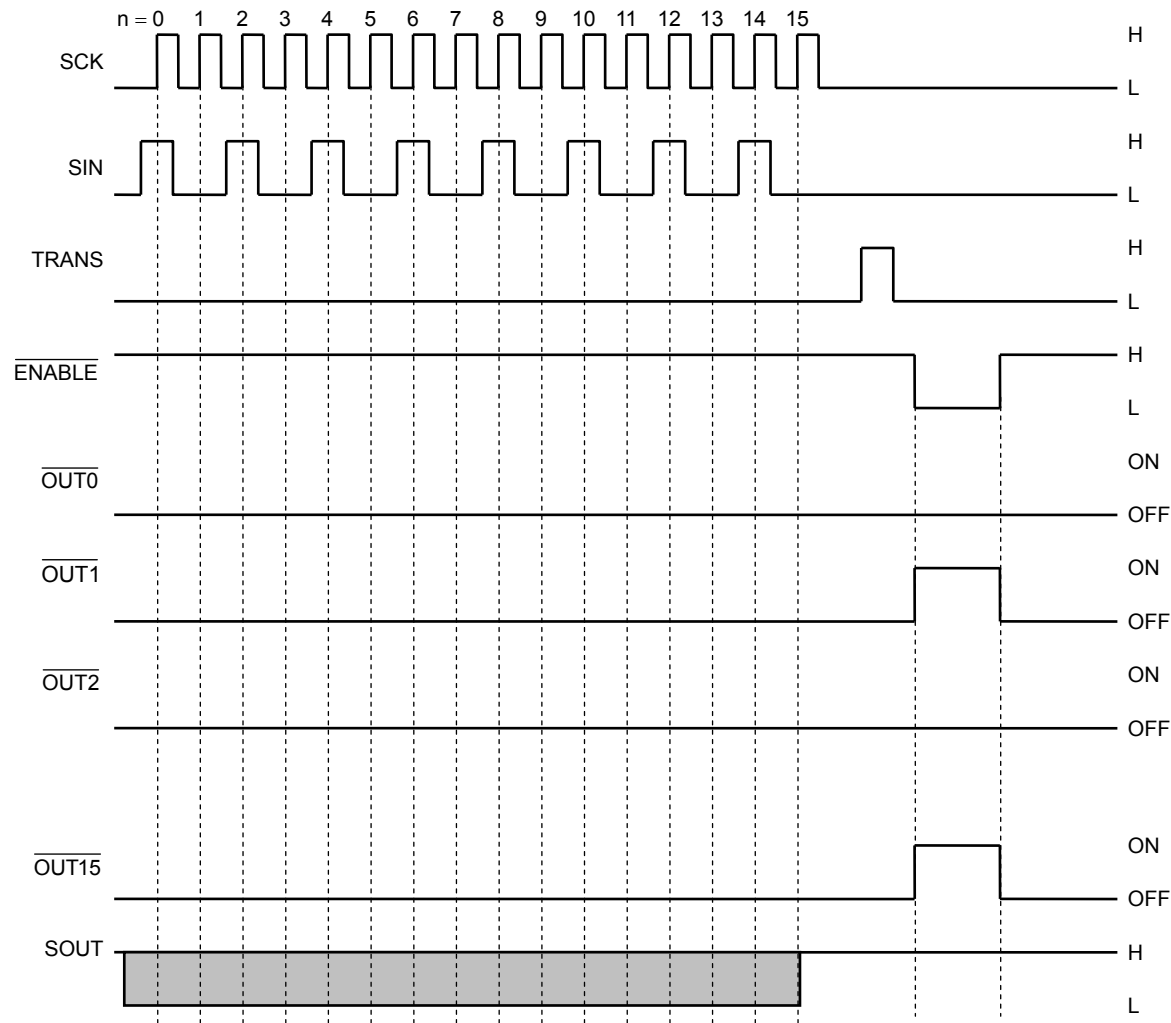 n = 0 1 2 3 4 5 6 7 8 9 10 11 12 13 14 15
SCK
H
L
SIN
H
L
TRANS
H
L
ENABLE
H
L
OUT0
ON
OFF
OUT1
ON
OFF
OUT2
ON
OFF
OUT15
ON
OFF
SOUT
H
L